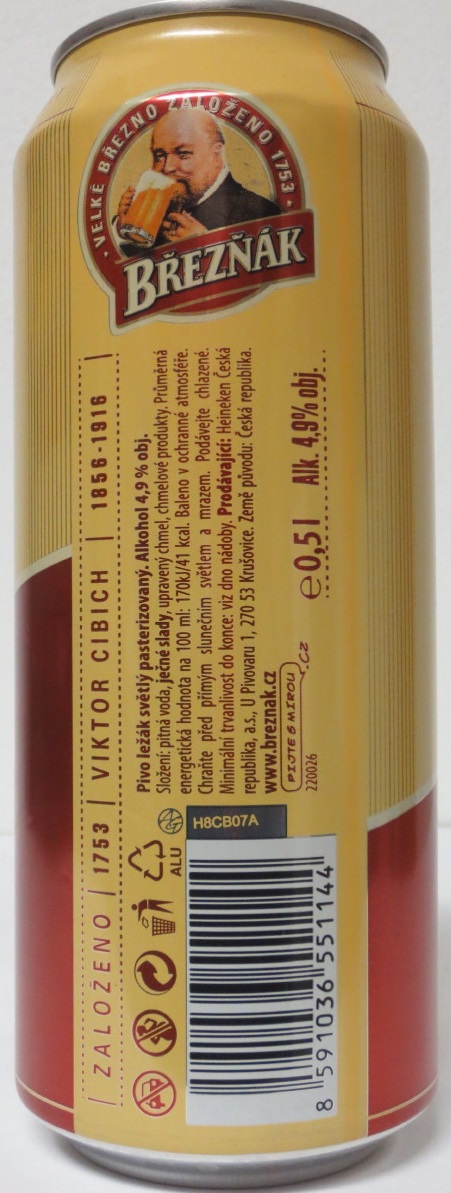 · VELKÉ BŘEZNO ZALOŽENO 1753 ·
BŘEZŇÁK
ZALOŽENO | 1753 | VIKTOR CIBICH | 1856-1916
Pivo ležák světlý pasterizovaný. Alkohol 4,9 % obj.
Složení: pitná voda, ječné slady, upravený chmel, chmelové produkty. Průměrná
energetická hodnota na 100 ml: 170kJ/41 kcal. Baleno v ochranné atmosféře.
Chraňte před přímým slunečním světlem a mrazem. Podávejte chlazené.
Minimální trvanlivost do konce: viz dno nádoby. Prodávající: Heineken Česká
republika, a.s., U Pivovaru 1, 270 53 Krušovice. Země původu: Česká republika.
www.breznak.cz
PIJTE S MÍROU .CZ
220026
e 0,5 l Alk. 4,9% obj.
ALU
H8CB07A
8 591036 551144